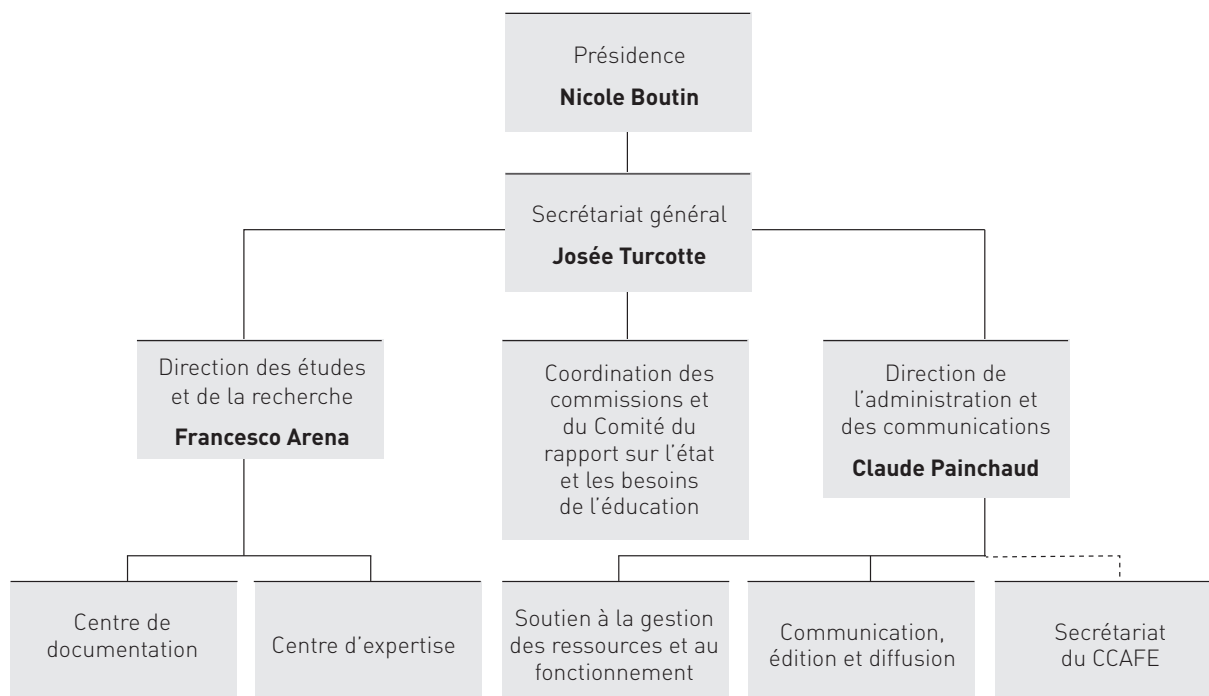 Présidence
Nicole Boutin
Secrétariat général
Josée Turcotte
Direction des études
et de la recherche
Francesco Arena
Coordination des
commissions et
du Comité du
rapport sur l'état
et les besoins
de l'éducation
Direction de
l'administration et
des communications
Claude Painchaud
Centre de
documentation
Centre d'expertise
Soutien à la gestion
des ressources et au
fonctionnement
Communication,
édition et diffusion
Secrétariat
du CCAFE